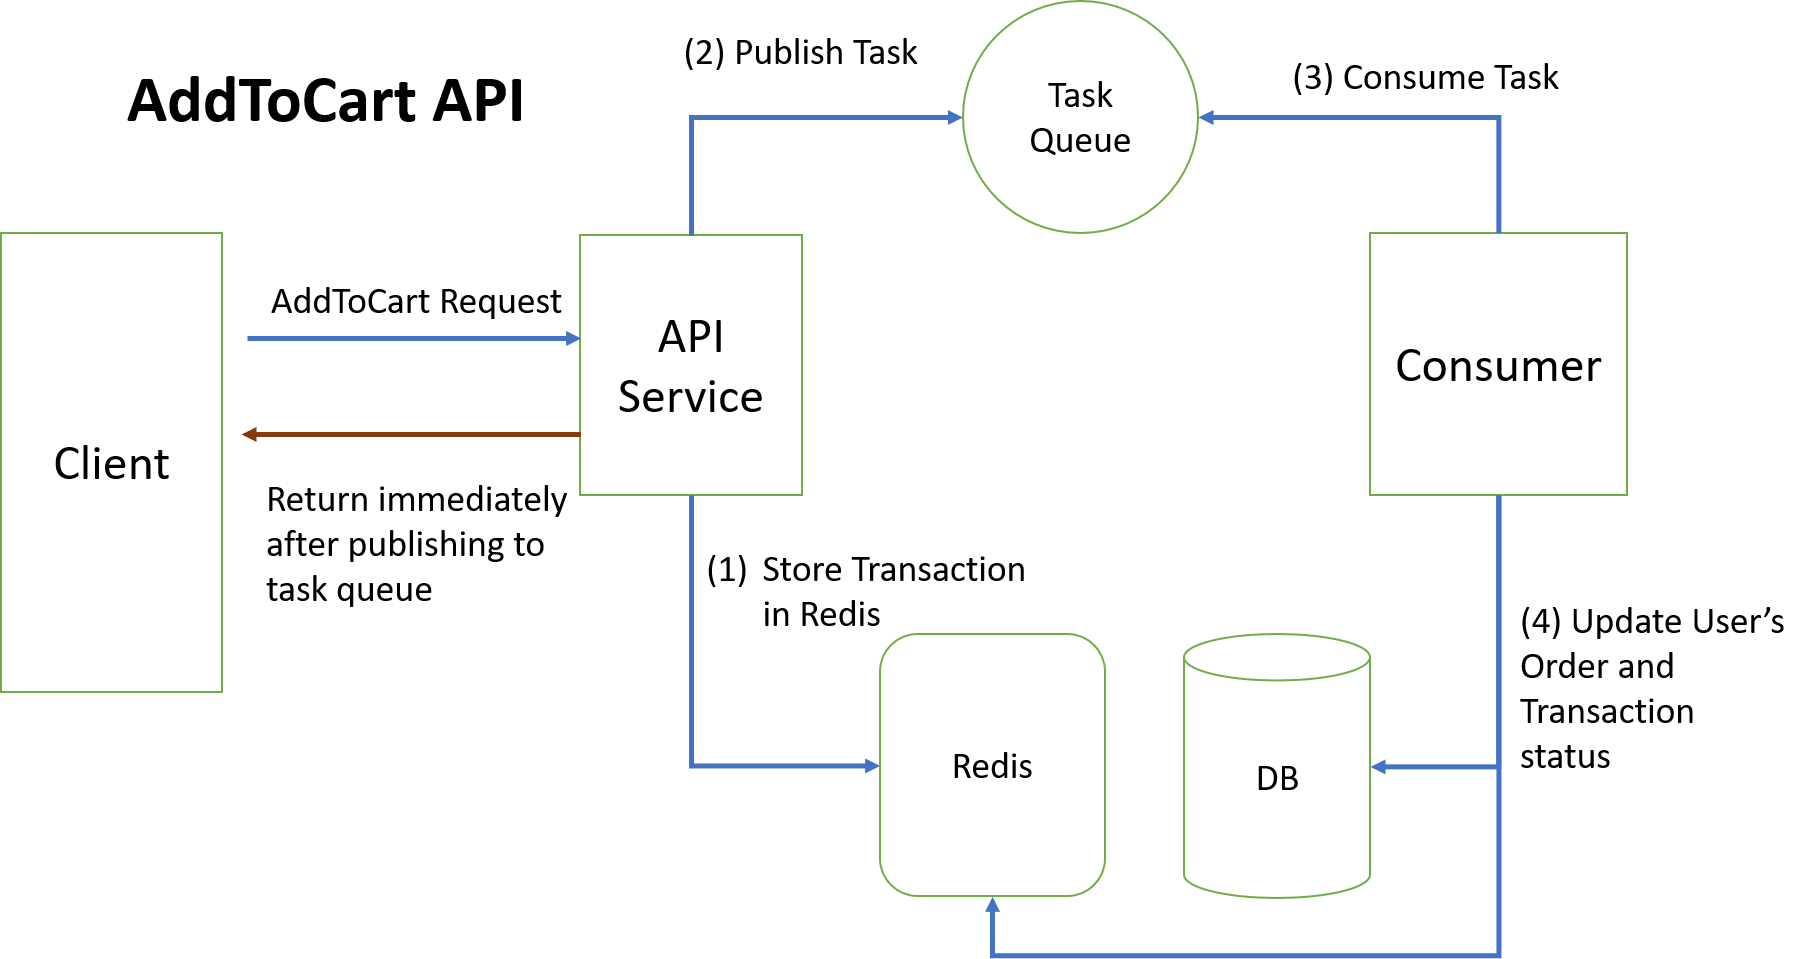 AddToCart API
(2) Publish Task
Task
Queue
(3) Consume Task
AddToCart Request
API
Service
Consumer
Client
Return immediately
after publishing to
task queue
(1) Store Transaction
in Redis
Redis
DB
(4) Update User’s
Order and
Transaction
status